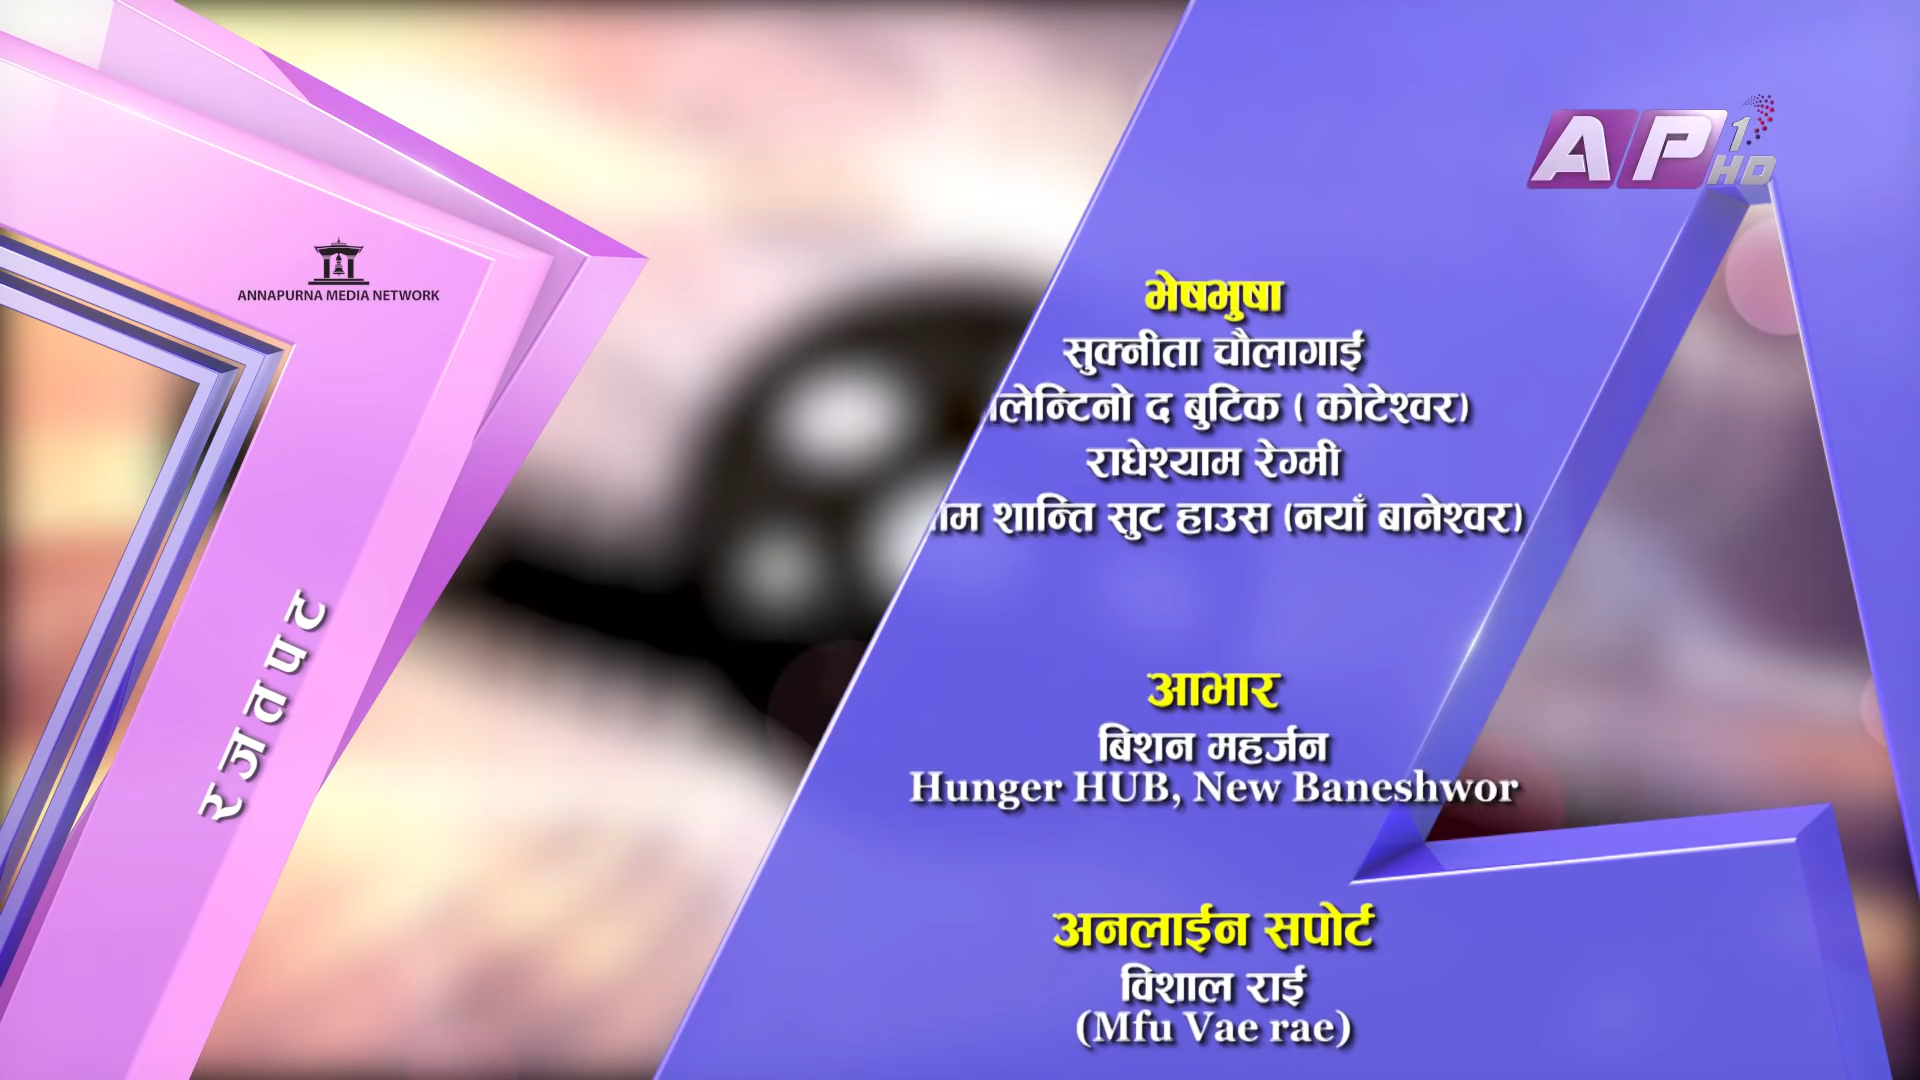 AP1 HD
ANNAPURNA MEDIA NETWORK
रजतपट
भेषभुषा
सुक्नीता चौलागाईं
द बुटिक ( कोटेश्वर)
राधेश्याम रेग्मी
शान्ति सुट हाउस (नयाँ बानेश्वर)
आभार
बिशन महर्जन
Hunger HUB, New Baneshwor
अनलाईन सपोर्ट
विशाल राई
(Mfu Vae rae)